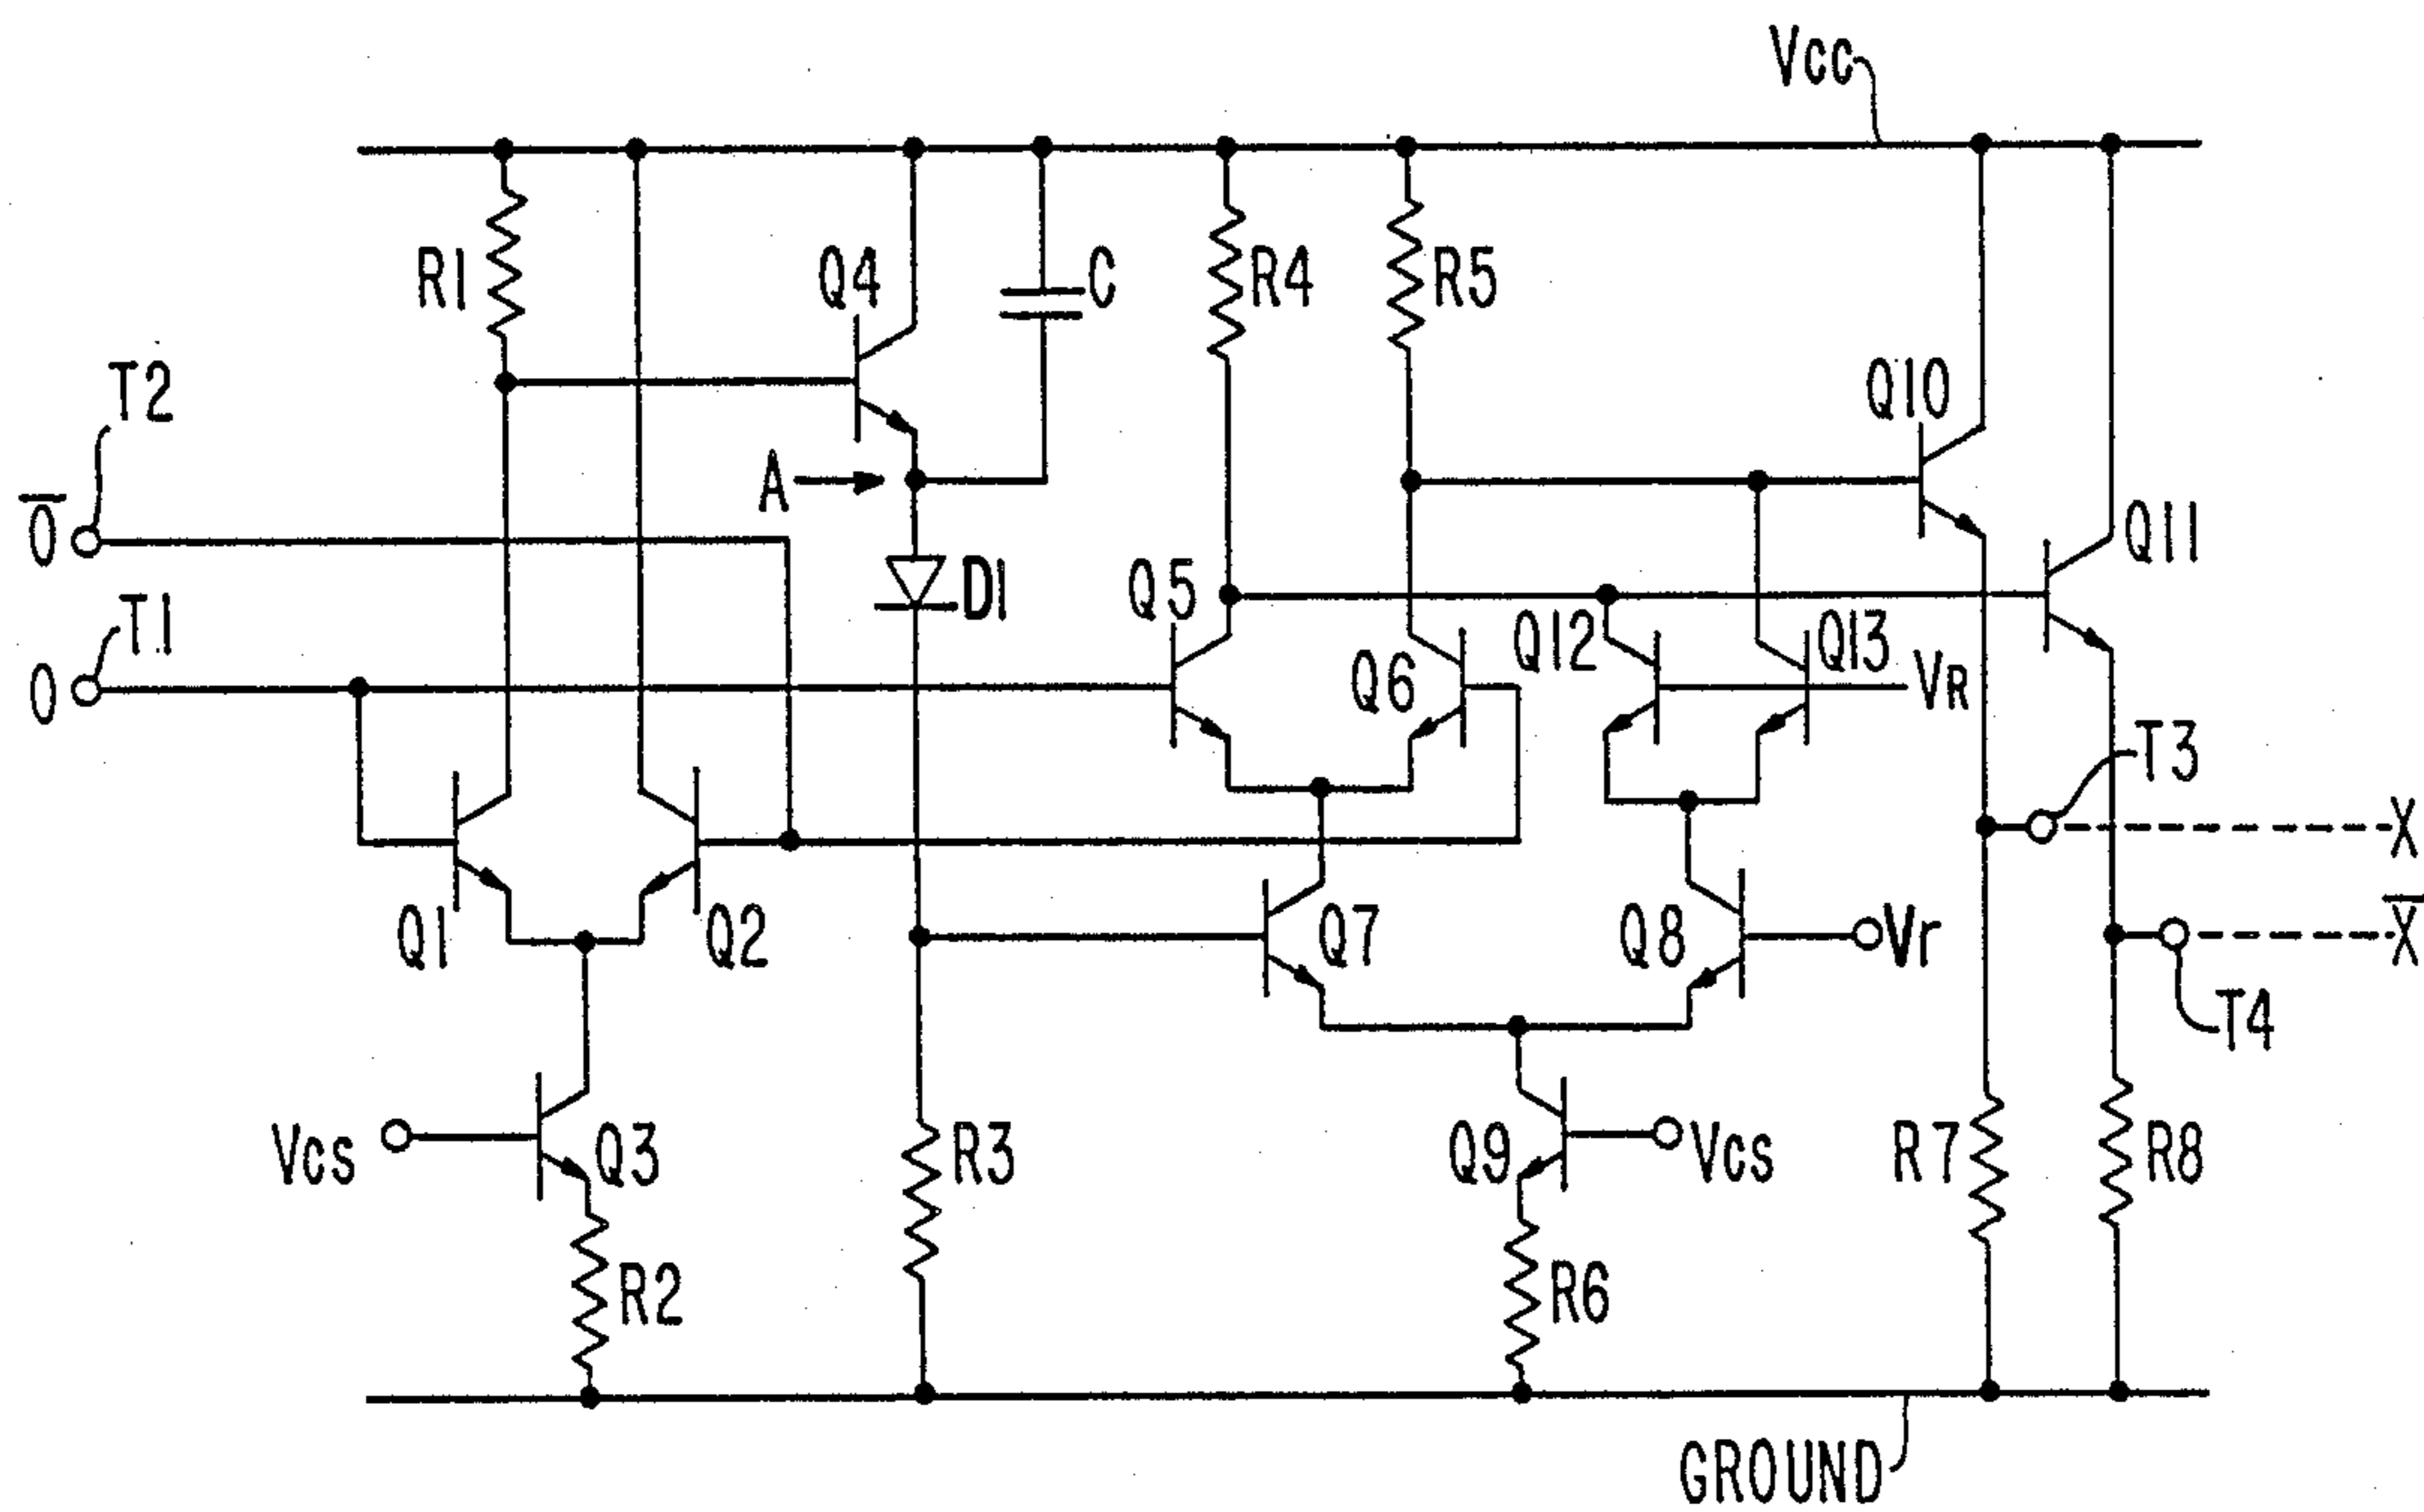 Vcc
R1
Q4
C
R4
R5
T2
Q10
A
O̅
Q11
D1
Q5
T1
Q12
Q13
O
Q6
VR
T3
X
Q1
Q2
Q7
Q8
Vr
X̅
T4
Vcs
Q3
R3
Q9
Vcs
R7
R8
R2
R6
GROUND